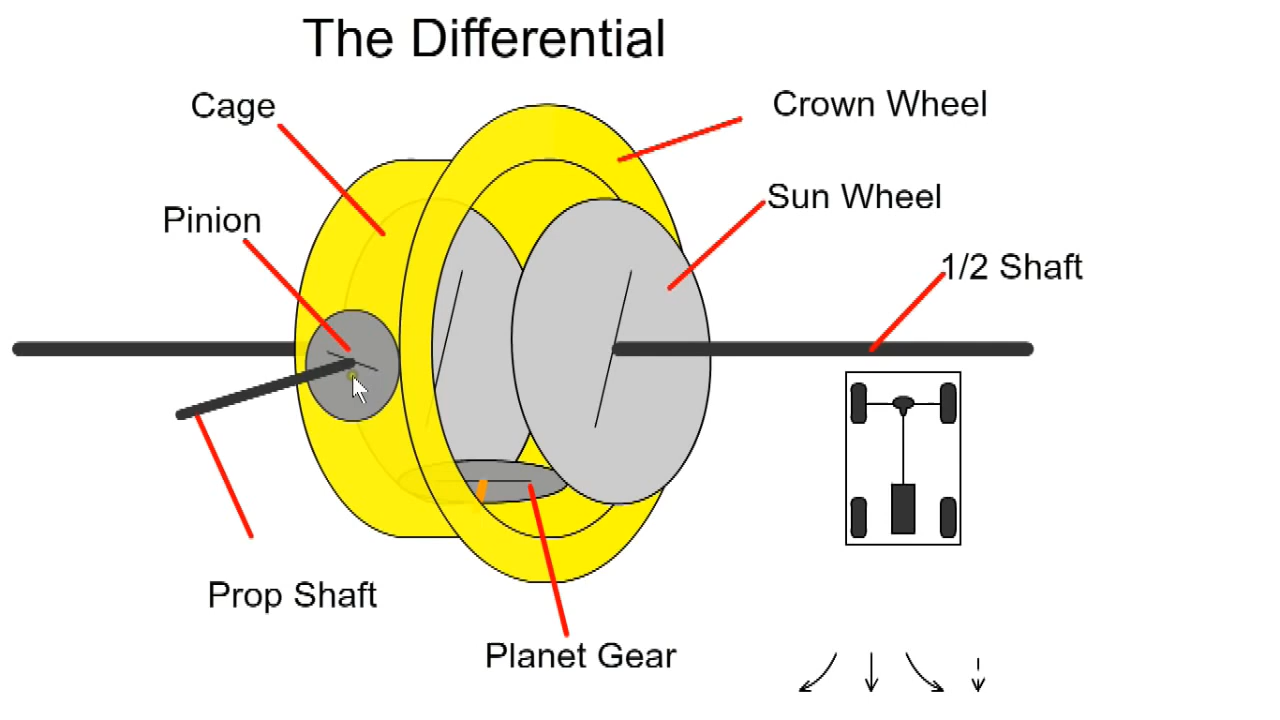 The Differential
Cage
Crown Wheel
Pinion
Sun Wheel
1/2 Shaft
Prop Shaft
Planet Gear